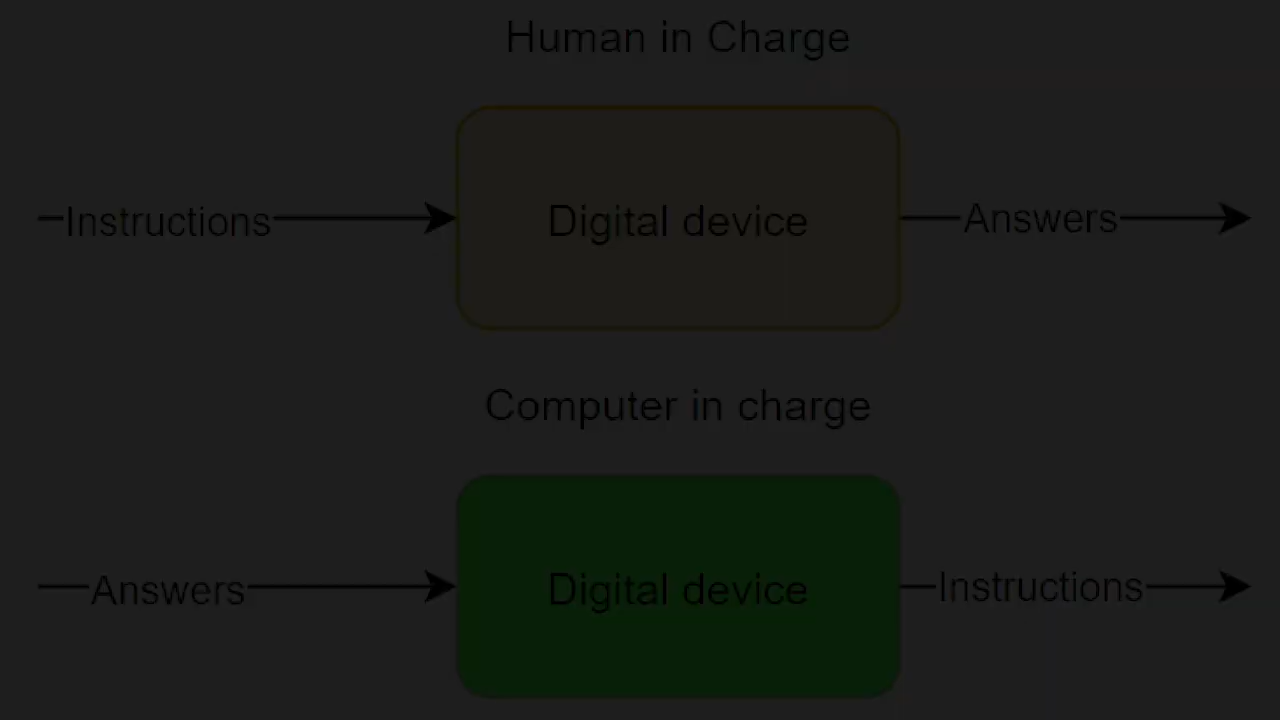 Human in Charge
Instructions
Digital device
Answers
Computer in charge
Answers
Digital device
Instructions